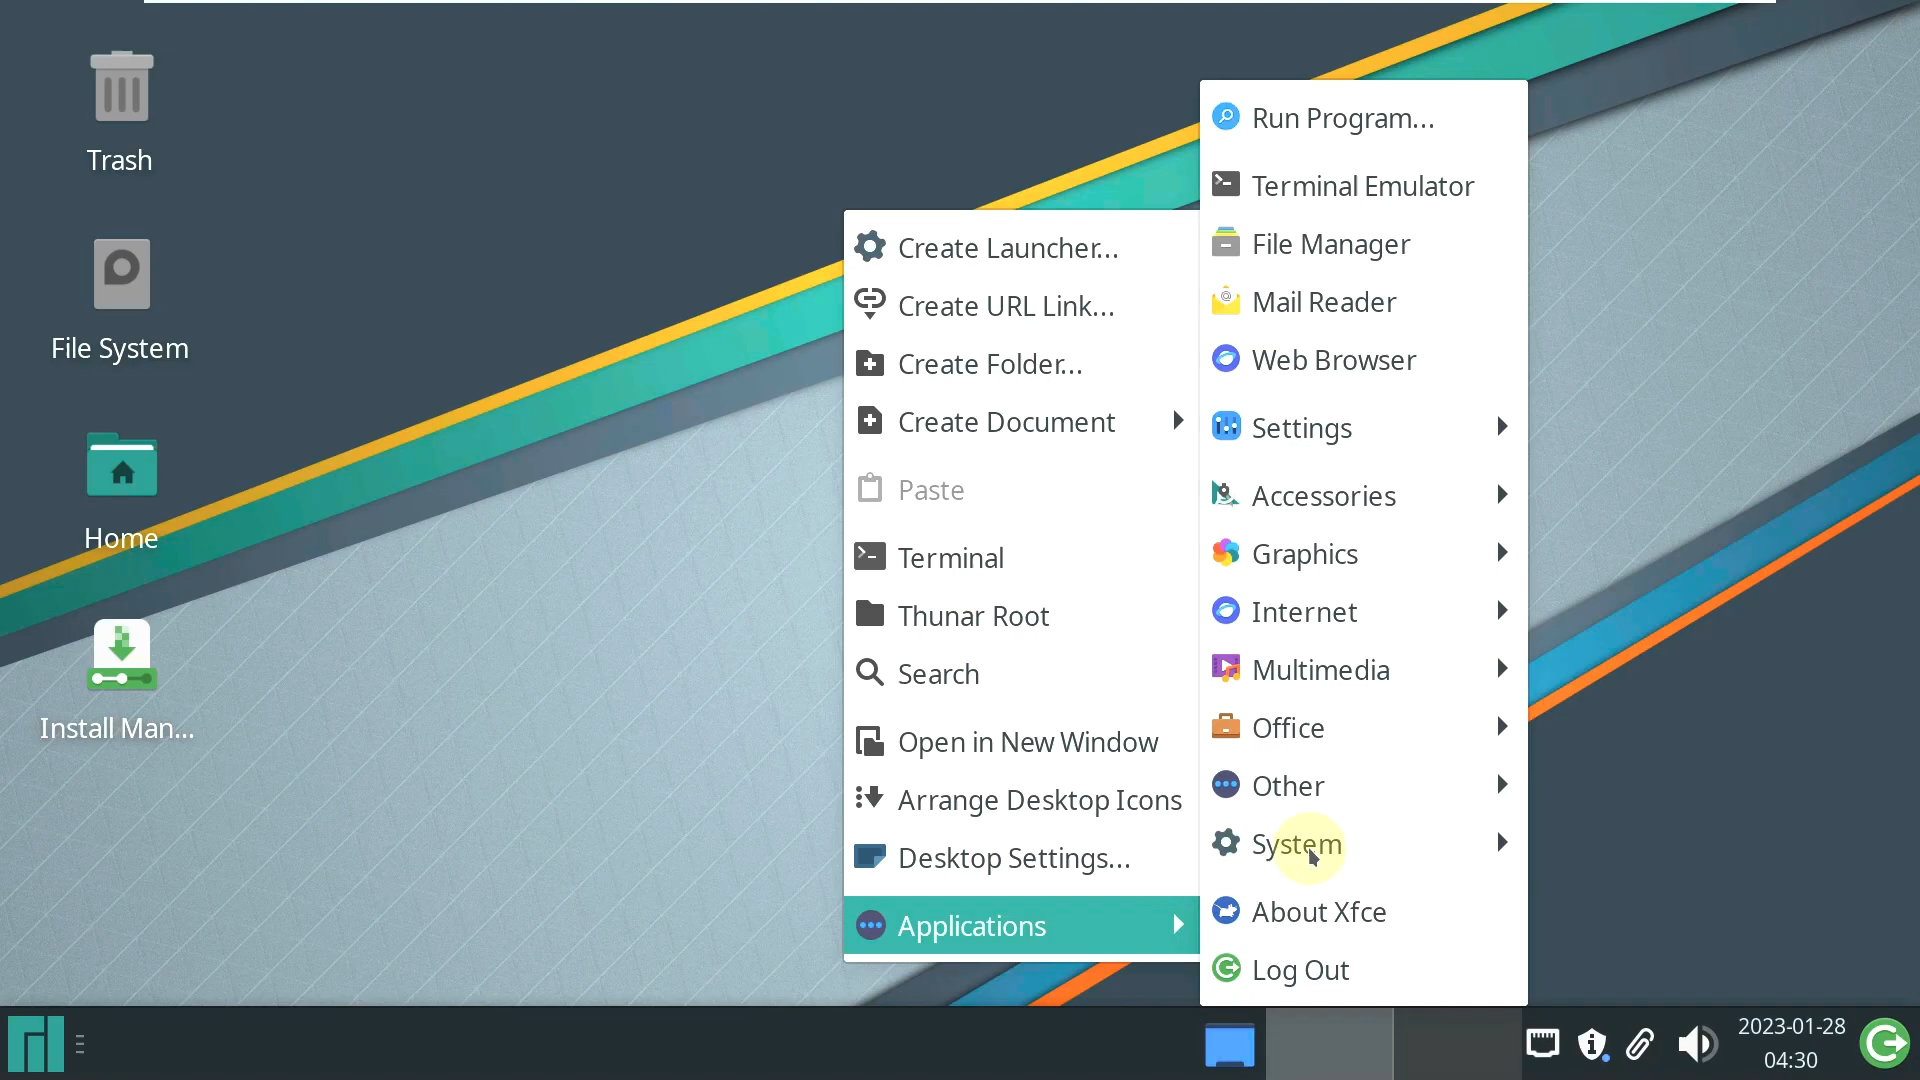 Trash
File System
Home
Install Man...
Create Launcher...
Create URL Link...
Create Folder...
Create Document
Paste
Terminal
Thunar Root
Search
Open in New Window
Arrange Desktop Icons
Desktop Settings...
Applications
Run Program...
Terminal Emulator
File Manager
Mail Reader
Web Browser
Settings
Accessories
Graphics
Internet
Multimedia
Office
Other
System
About Xfce
Log Out
2023-01-28
04:30